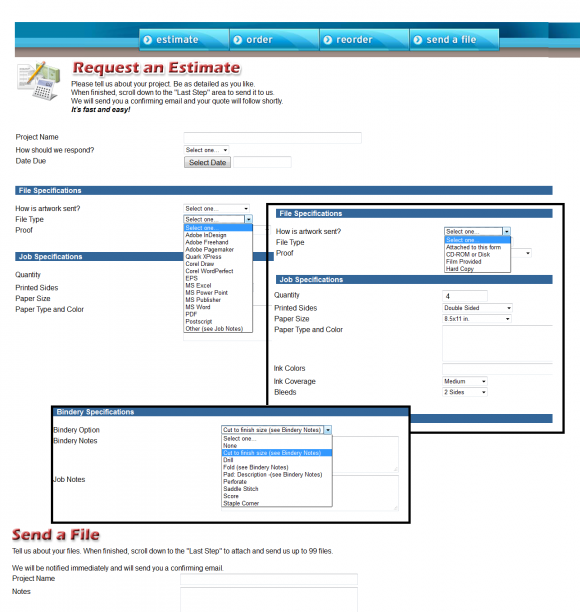 estimate order reorder send a file
Request an Estimate
Please tell us about your project. Be as detailed as you like.
When finished, scroll down to the "Last Step" area to send it to us.
We will send you a confirming email and your quote will follow shortly.
It's fast and easy!
Project Name
How should we respond? Select one...
Date Due Select Date
File Specifications
How is artwork sent? Select one...
File Type Select one...
Proof
Select one...
Adobe InDesign
Adobe Freehand
Adobe Pagemaker
Quark XPress
Corel Draw
Corel WordPerfect
EPS
MS Excel
MS Power Point
MS Publisher
MS Word
PDF
Postscript
Other (see Job Notes)
Job Specifications
Quantity
Printed Sides
Paper Size
Paper Type and Color
File Specifications
How is artwork sent? Select one...
File Type
Proof
Select one...
Attached to this form
CD-ROM or Disk
Film Provided
Hard Copy
Job Specifications
Quantity 4
Printed Sides Double Sided
Paper Size 8.5x11 in.
Paper Type and Color
Ink Colors
Ink Coverage Medium
Bleeds 2 Sides
Bindery Specifications
Bindery Option Cut to finish size (see Bindery Notes)
Bindery Notes
Select one...
None
Cut to finish size (see Bindery Notes)
Drill
Fold (see Bindery Notes)
Pad: Description -(see Bindery Notes)
Perforate
Saddle Stitch
Score
Staple Corner
Job Notes
Send a File
Tell us about your files. When finished, scroll down to the "Last Step" to attach and send us up to 99 files.
We will be notified immediately and will send you a confirming email.
Project Name
Notes